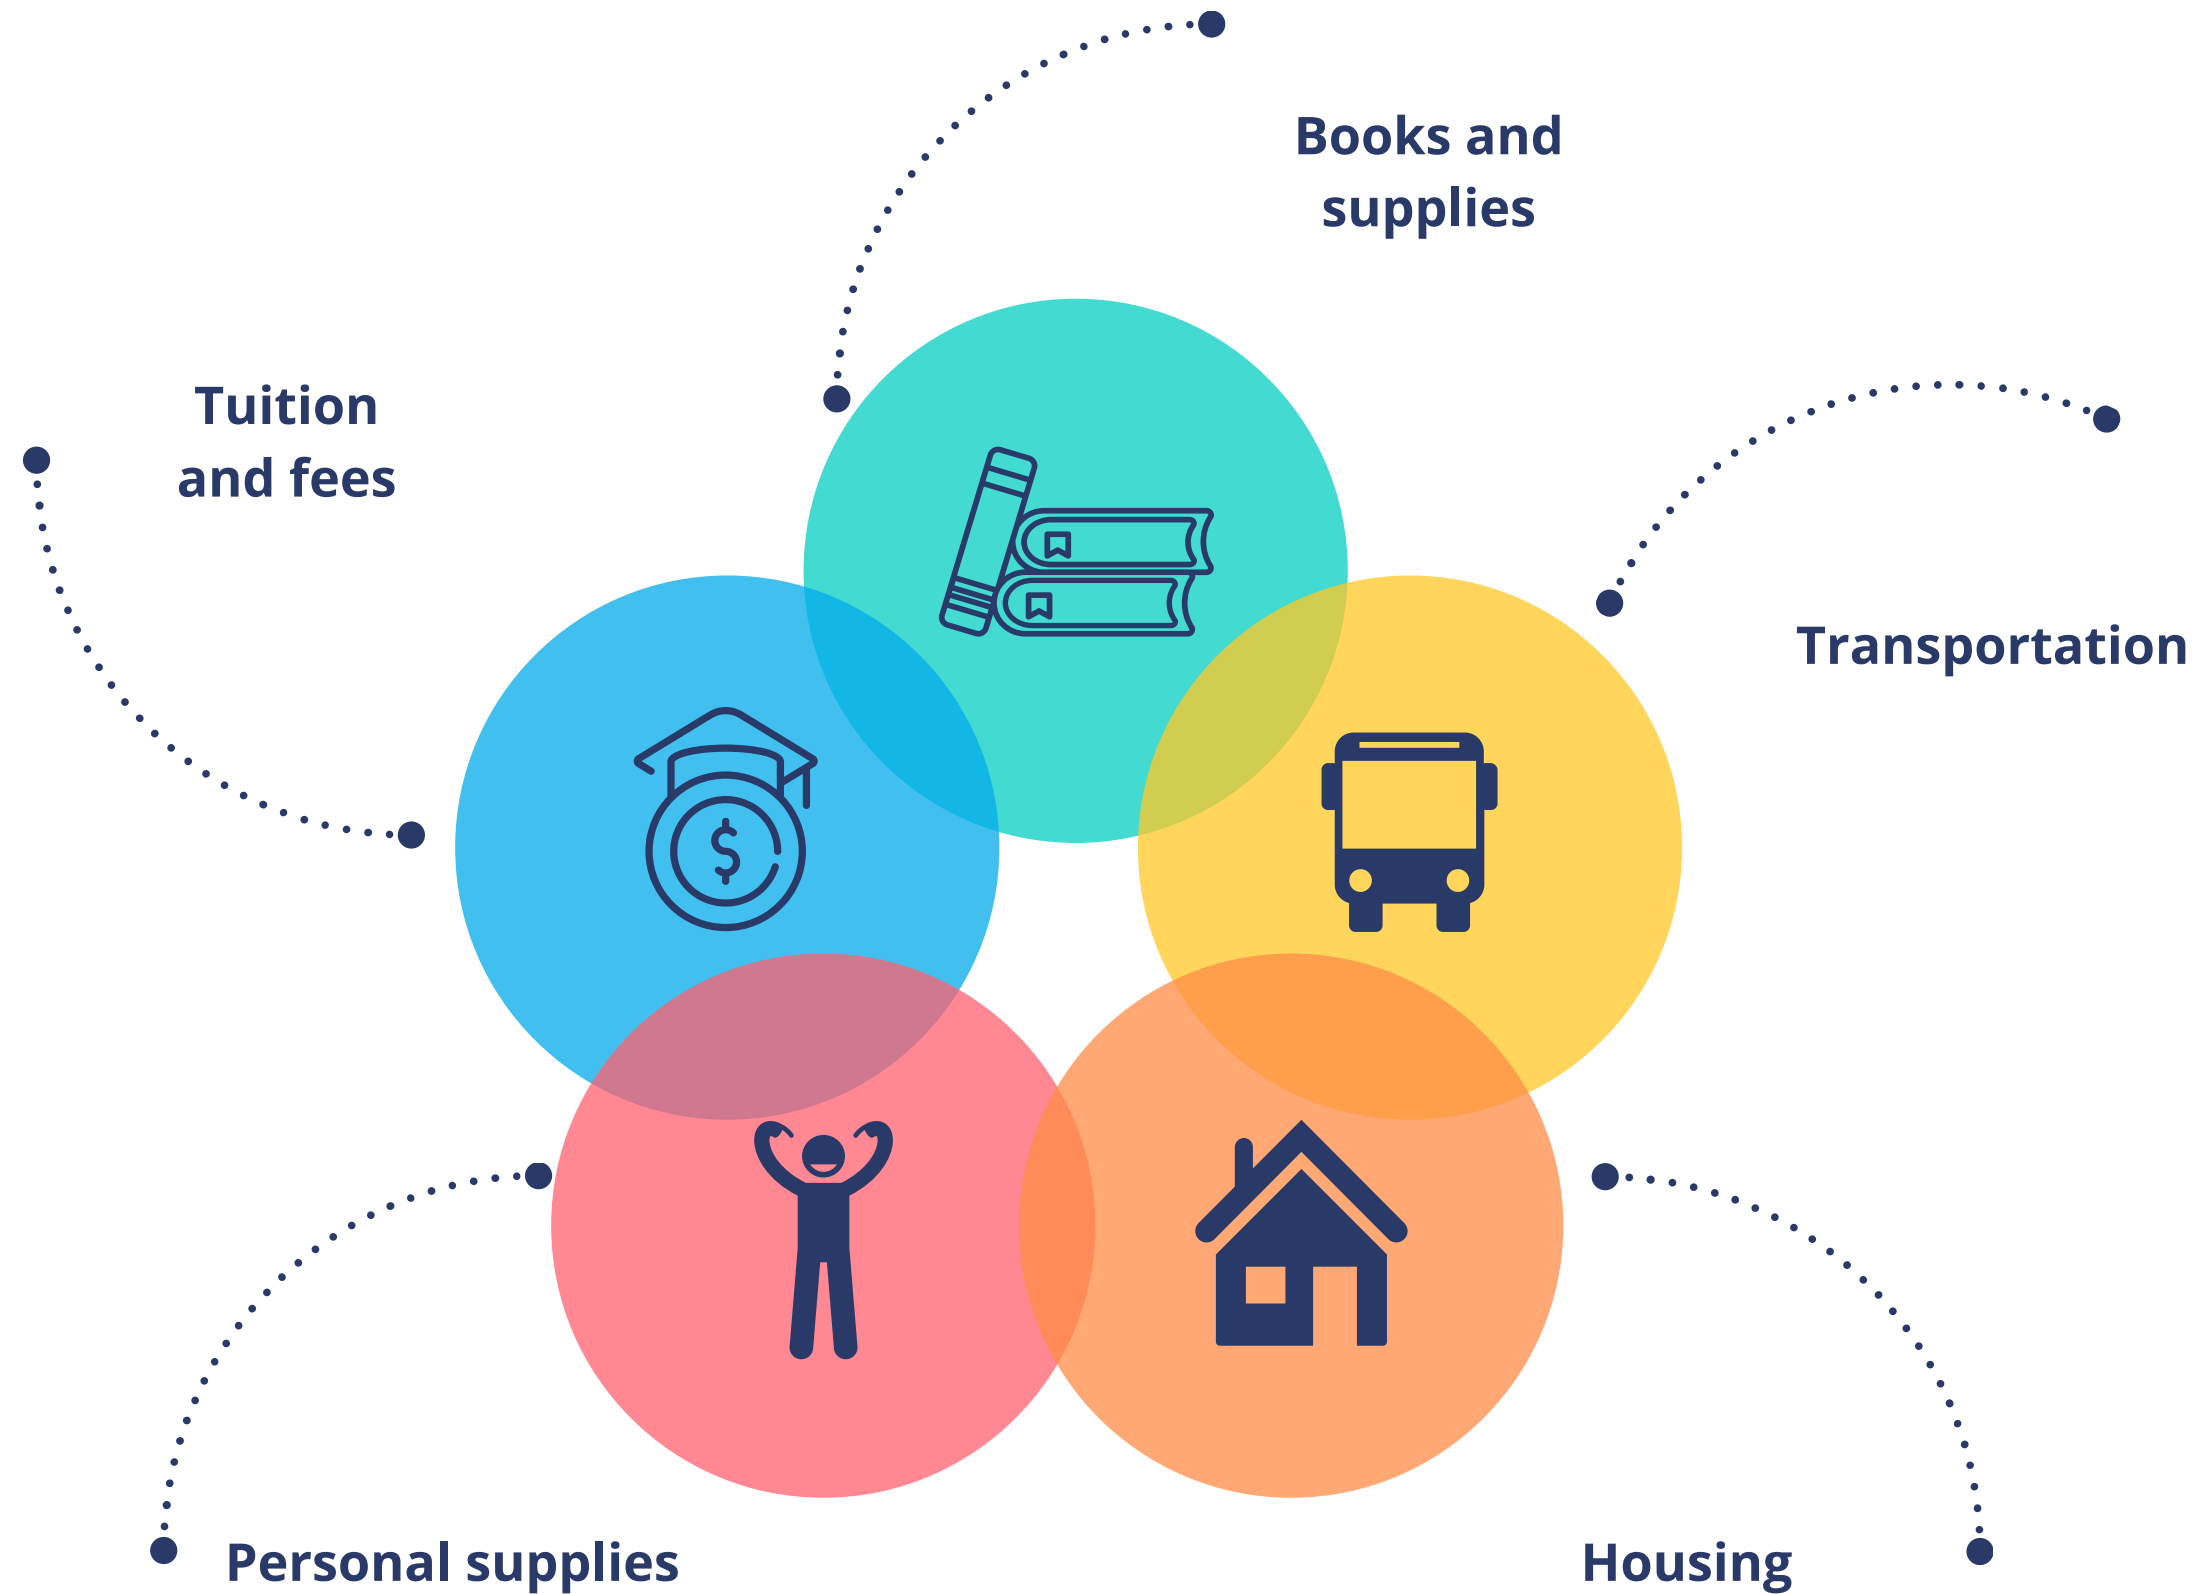 Books and
supplies
Tuition
and fees
Transportation
Personal supplies
Housing